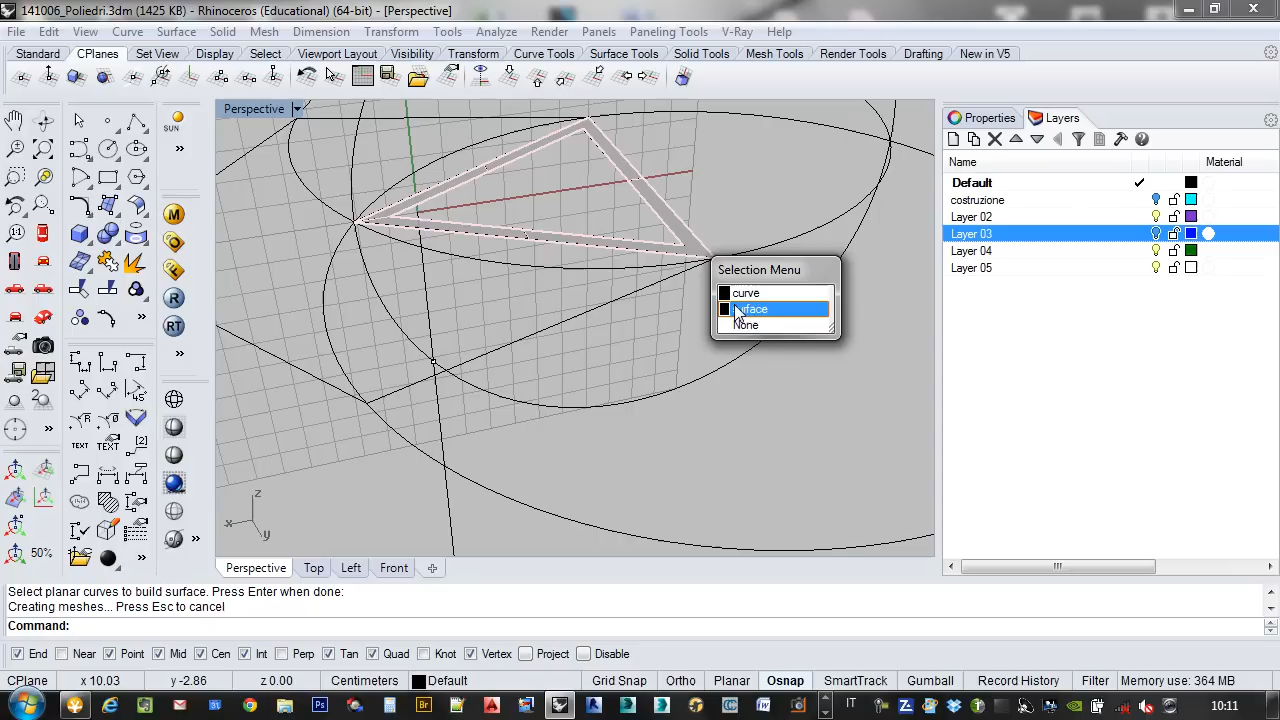 141006_Poliedri.3dm (1425 KB) - Rhinoceros (Educational) (64-bit) - [Perspective]
File Edit View Curve Surface Solid Mesh Dimension Transform Tools Analyze Render Panels Paneling Tools V-Ray Help
Standard CPlanes Set View Display Select Viewport Layout Visibility Transform Curve Tools Surface Tools Solid Tools Mesh Tools Render Tools Drafting New in V5
Perspective
Properties Layers
Name Material
Default
costruzione
Layer 02
Layer 03
Layer 04
Layer 05
SUN
M
R
RT
TEXT
50%
Selection Menu
curve
None
x
y
z
Perspective Top Left Front
Select planar curves to build surface. Press Enter when done:
Creating meshes... Press Esc to cancel
Command:
End Near Point Mid Cen Int Perp Tan Quad Knot Vertex Project Disable
CPlane x 10.03 y -2.86 z 0.00 Centimeters Default Grid Snap Ortho Planar Osnap SmartTrack Gumball Record History Filter Memory use: 364 MB
Ps Br IT 10:11